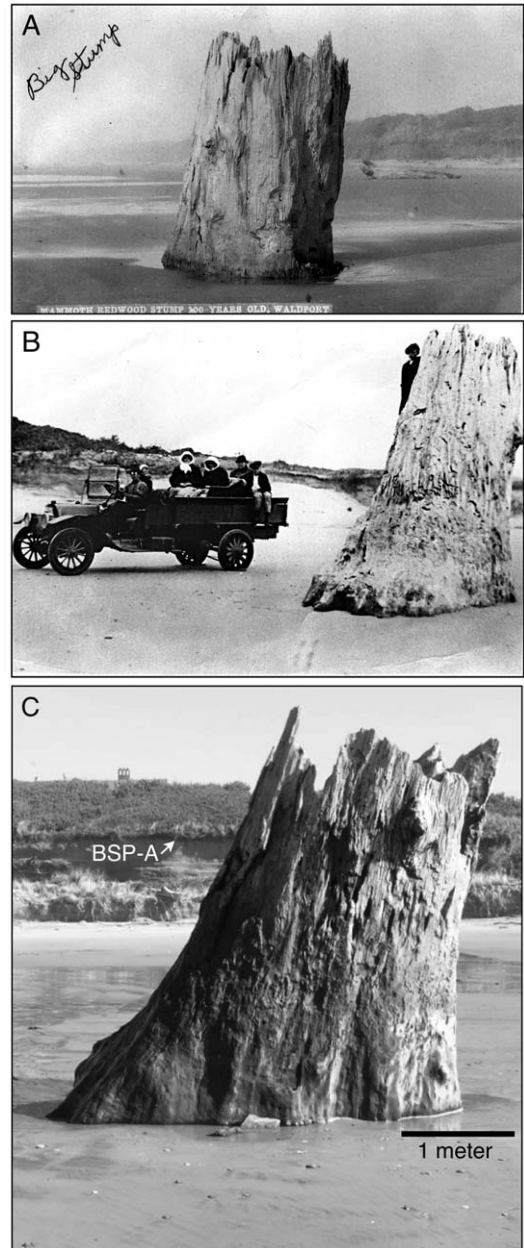 A
Big
Stump
MAMMOTH REDWOOD STUMP 300 YEARS OLD, WALDPORT
B
C
BSP-A
1 meter